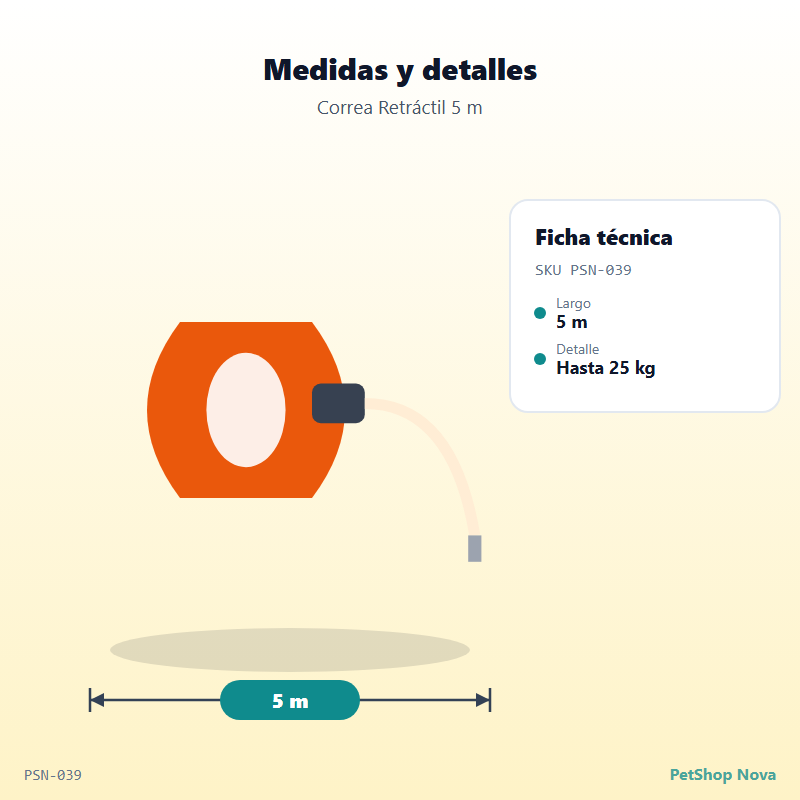 Medidas y detalles
Correa Retráctil 5 m
Ficha técnica
SKU PSN-039
Largo
5 m
Detalle
Hasta 25 kg
5 m
PSN-039
PetShop Nova